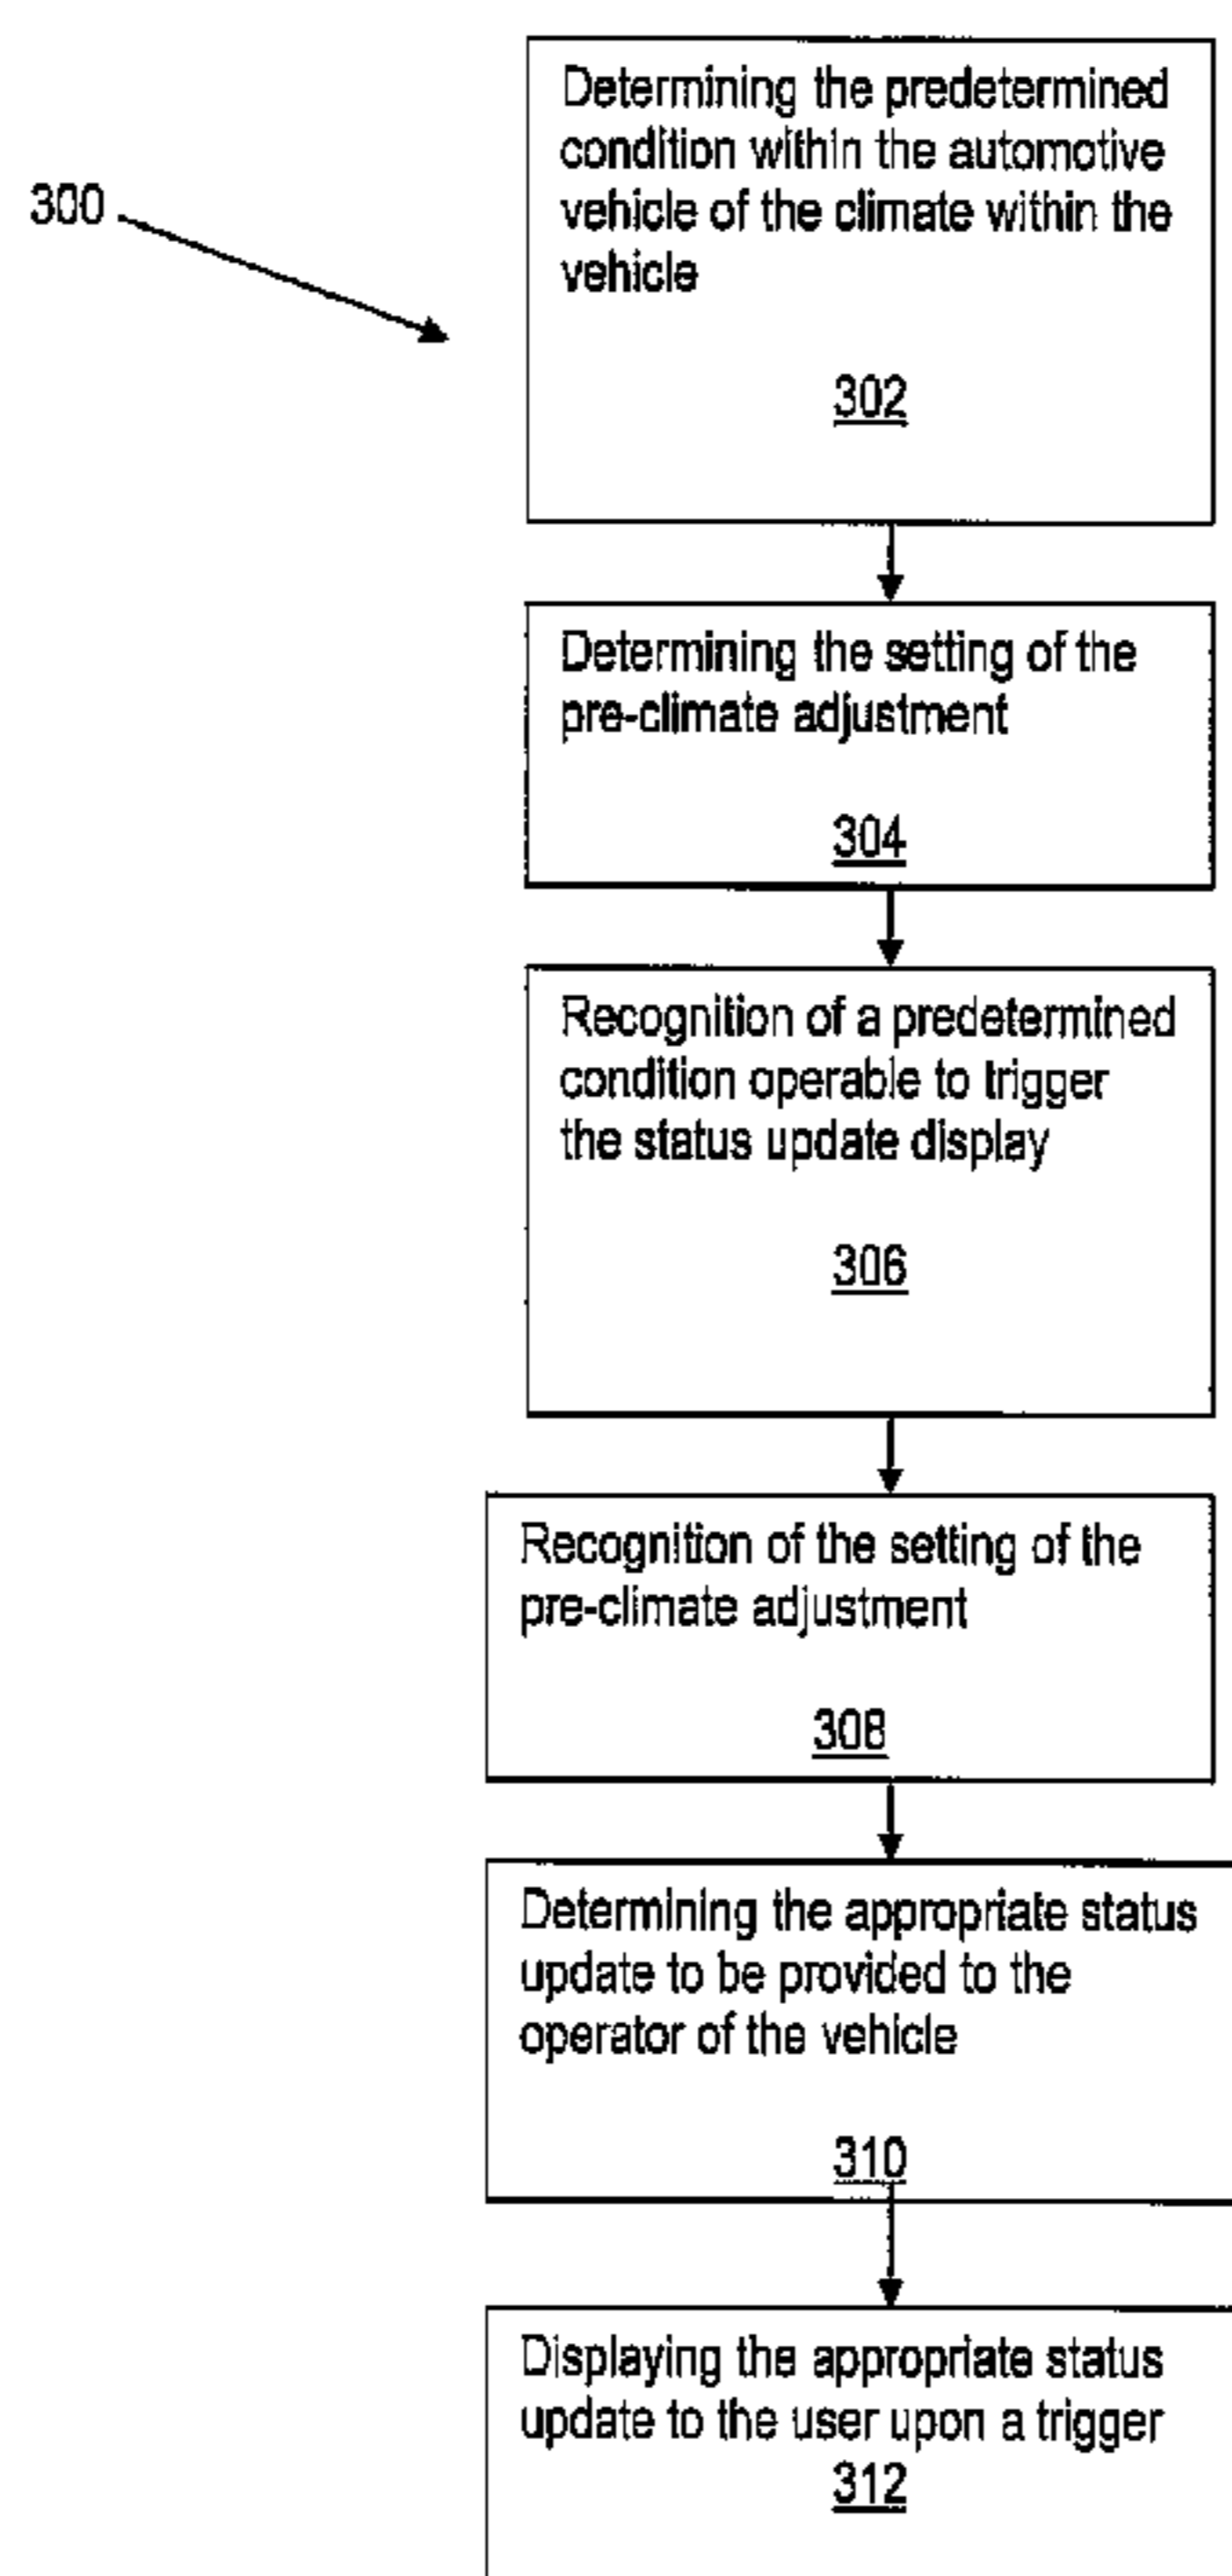 300
Determining the predetermined
condition within the automotive
vehicle of the climate within the
vehicle
302
Determining the setting of the
pre-climate adjustment
304
Recognition of a predetermined
condition operable to trigger
the status update display
306
Recognition of the setting of the
pre-climate adjustment
308
Determining the appropriate status
update to be provided to the
operator of the vehicle
310
Displaying the appropriate status
update to the user upon a trigger
312